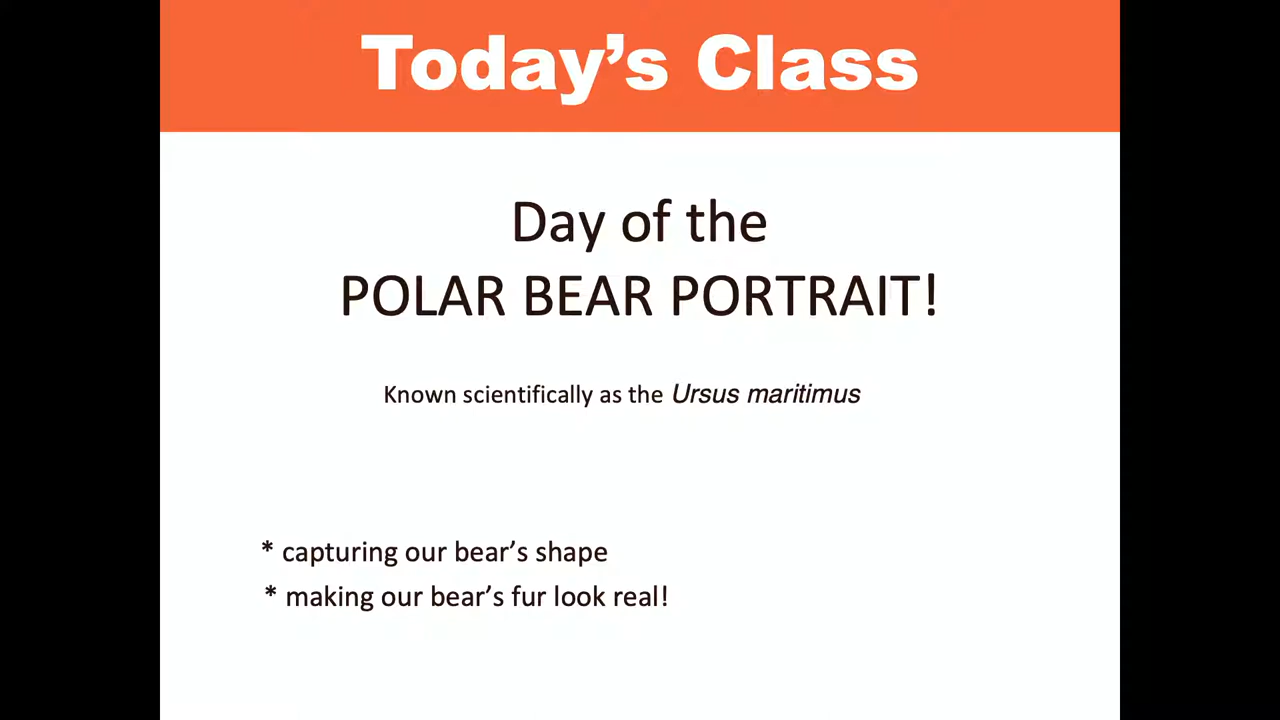 Today’s Class
Day of the
POLAR BEAR PORTRAIT!
Known scientifically as the Ursus maritimus
* capturing our bear’s shape
* making our bear’s fur look real!